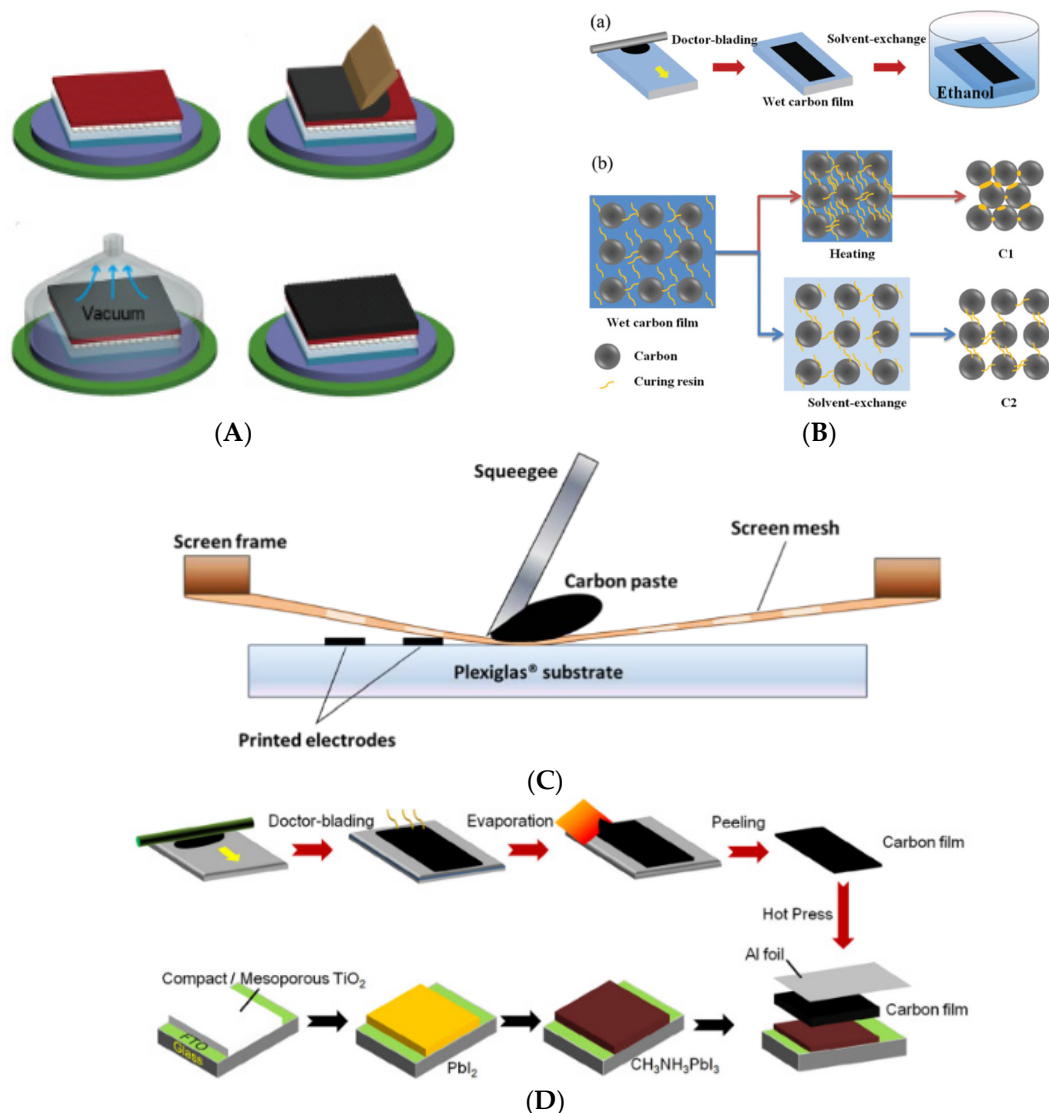 Vacuum
(A)
(a)
Doctor-blading
Solvent-exchange
Wet carbon film
Ethanol
(b)
Wet carbon film
Heating
C1
Carbon
Curing resin
Solvent-exchange
C2
(B)
Squeegee
Screen frame
Screen mesh
Carbon paste
Plexiglas® substrate
Printed electrodes
(C)
Doctor-blading
Evaporation
Peeling
Carbon film
Hot Press
Al foil
Compact / Mesoporous TiO₂
Carbon film
FTO
Glass
PbI₂
CH₃NH₃PbI₃
(D)